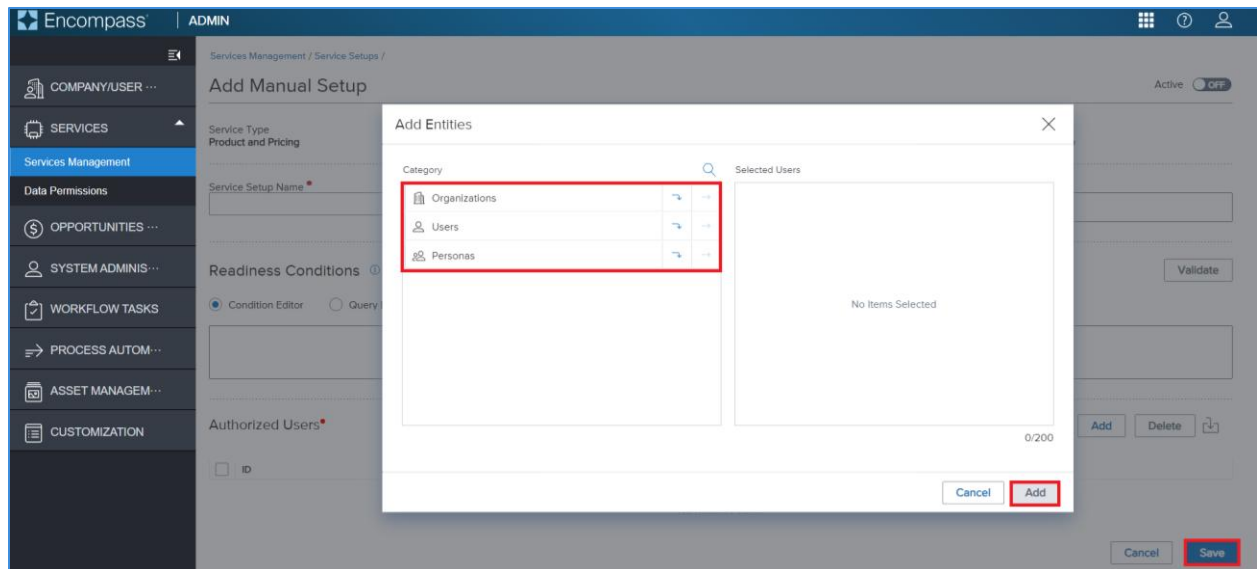 Encompass® | ADMIN
Services Management / Service Setups /
COMPANY/USER ···
Add Manual Setup
Active OFF
SERVICES
Service Type
Product and Pricing
Add Entities
Services Management
Category
Selected Users
Data Permissions
Service Setup Name •
Organizations
OPPORTUNITIES ···
Users
Personas
SYSTEM ADMINIS···
Readiness Conditions
Validate
WORKFLOW TASKS
Condition Editor
Query
No Items Selected
PROCESS AUTOM···
ASSET MANAGEM···
CUSTOMIZATION
Authorized Users•
Add
Delete
0/200
ID
Cancel
Add
Cancel
Save